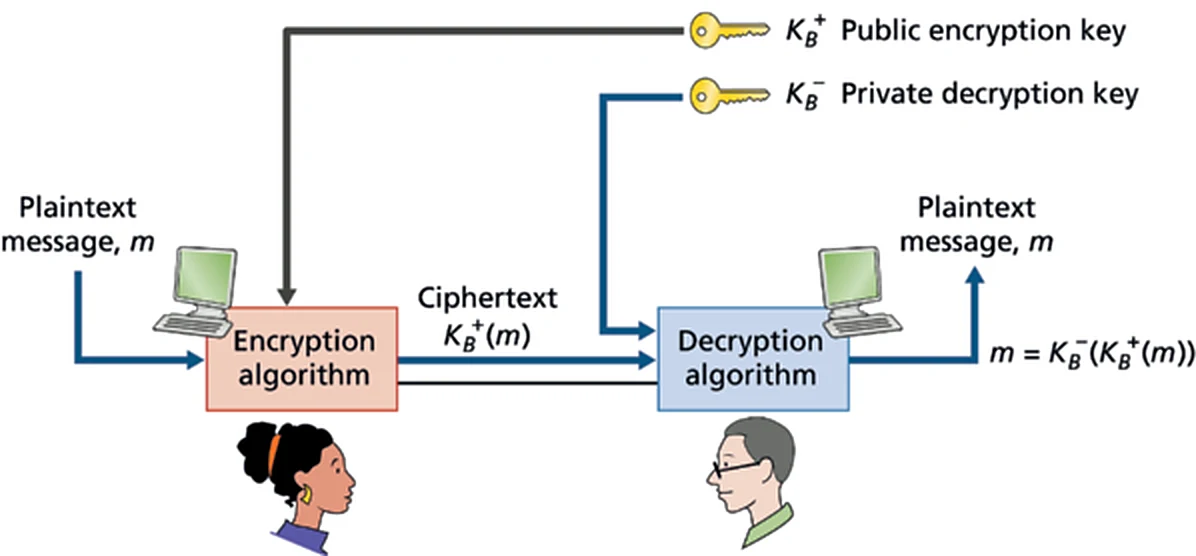 K_B^+ Public encryption key
K_B^- Private decryption key
Plaintext
message, m
Plaintext
message, m
Ciphertext
K_B^+(m)
Encryption
algorithm
Decryption
algorithm
m = K_B^-(K_B^+(m))